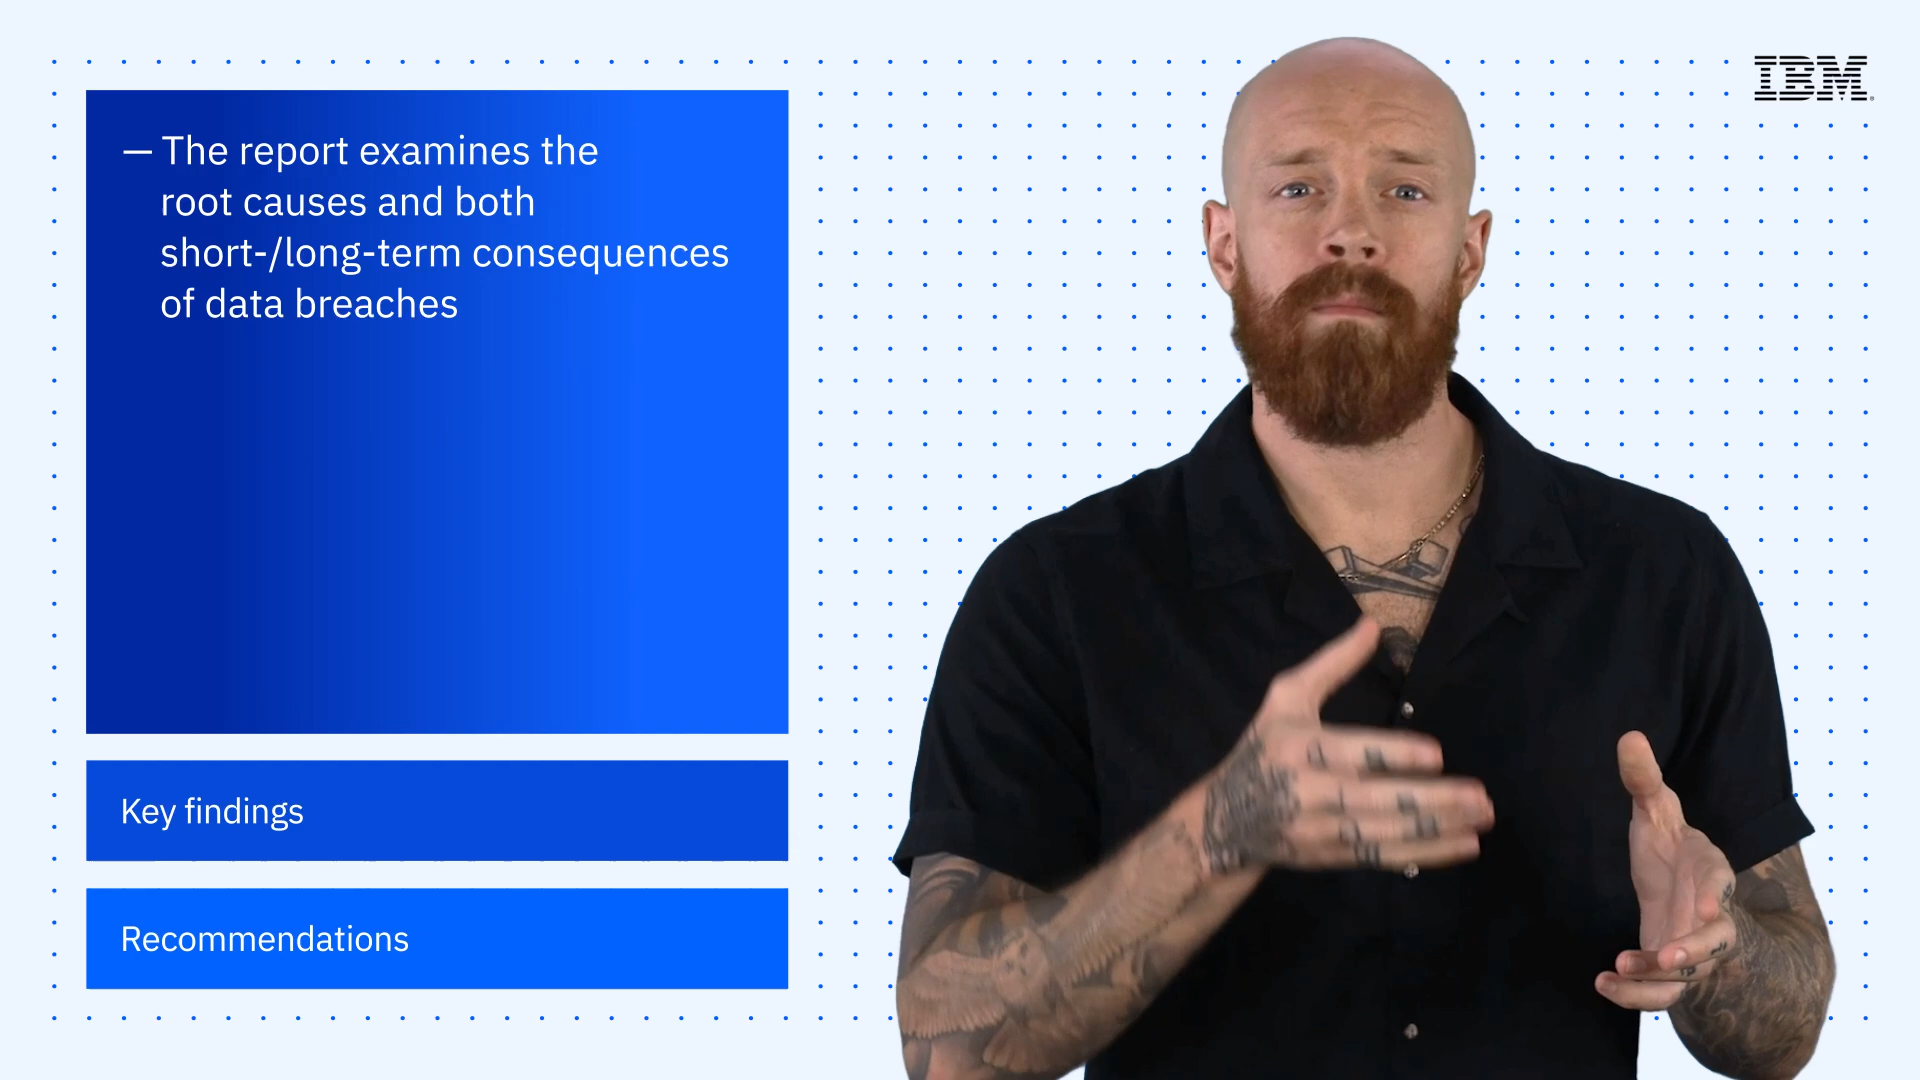 IBM
— The report examines the
root causes and both
short-/long-term consequences
of data breaches
Key findings
Recommendations